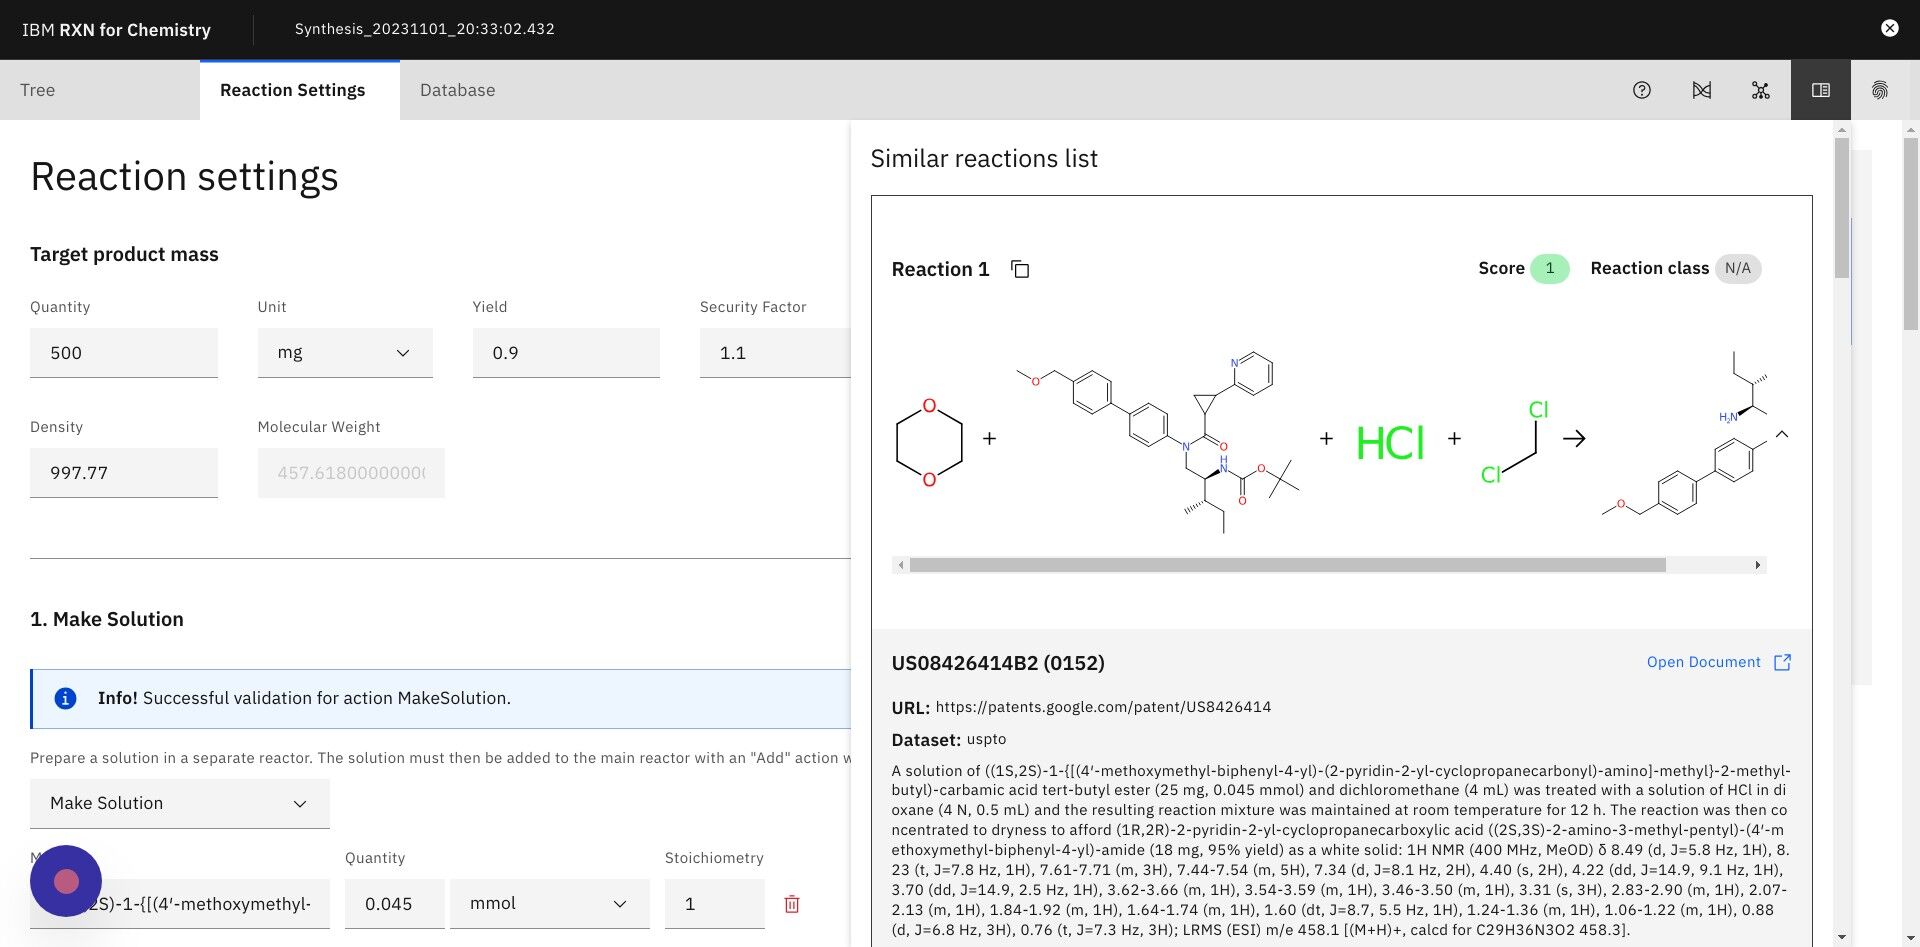 IBM RXN for Chemistry
Synthesis_20231101_20:33:02.432
Tree
Reaction Settings
Database
Reaction settings
Target product mass
Quantity
Unit
Yield
Security Factor
500
mg
0.9
1.1
Density
Molecular Weight
997.77
457.6180000000
1. Make Solution
Info! Successful validation for action MakeSolution.
Prepare a solution in a separate reactor. The solution must then be added to the main reactor with an "Add" action w
Make Solution
M
Quantity
Stoichiometry
2S)-1-{[(4'-methoxymethyl-
0.045
mmol
1
Similar reactions list
Reaction 1
Score 1
Reaction class N/A
O
O
+
O
N
N
O
H
N
O
O
+
HCl
+
Cl
Cl
H₂N
O
US08426414B2 (0152)
Open Document
URL: https://patents.google.com/patent/US8426414
Dataset: uspto
A solution of ((1S,2S)-1-{[(4'-methoxymethyl-biphenyl-4-yl)-(2-pyridin-2-yl-cyclopropanecarbonyl)-amino]-methyl}-2-methyl-
butyl)-carbamic acid tert-butyl ester (25 mg, 0.045 mmol) and dichloromethane (4 mL) was treated with a solution of HCl in di
oxane (4 N, 0.5 mL) and the resulting reaction mixture was maintained at room temperature for 12 h. The reaction was then co
ncentrated to dryness to afford (1R,2R)-2-pyridin-2-yl-cyclopropanecarboxylic acid ((2S,3S)-2-amino-3-methyl-pentyl)-(4'-m
ethoxymethyl-biphenyl-4-yl)-amide (18 mg, 95% yield) as a white solid: 1H NMR (400 MHz, MeOD) δ 8.49 (d, J=5.8 Hz, 1H), 8.
23 (t, J=7.8 Hz, 1H), 7.61-7.71 (m, 3H), 7.44-7.54 (m, 5H), 7.34 (d, J=8.1 Hz, 2H), 4.40 (s, 2H), 4.22 (dd, J=14.9, 9.1 Hz, 1H),
3.70 (dd, J=14.9, 2.5 Hz, 1H), 3.62-3.66 (m, 1H), 3.54-3.59 (m, 1H), 3.46-3.50 (m, 1H), 3.31 (s, 3H), 2.83-2.90 (m, 1H), 2.07-
2.13 (m, 1H), 1.84-1.92 (m, 1H), 1.64-1.74 (m, 1H), 1.60 (dt, J=8.7, 5.5 Hz, 1H), 1.24-1.36 (m, 1H), 1.06-1.22 (m, 1H), 0.88
(d, J=6.8 Hz, 3H), 0.76 (t, J=7.3 Hz, 3H); LRMS (ESI) m/e 458.1 [(M+H)+, calcd for C29H36N3O2 458.3].